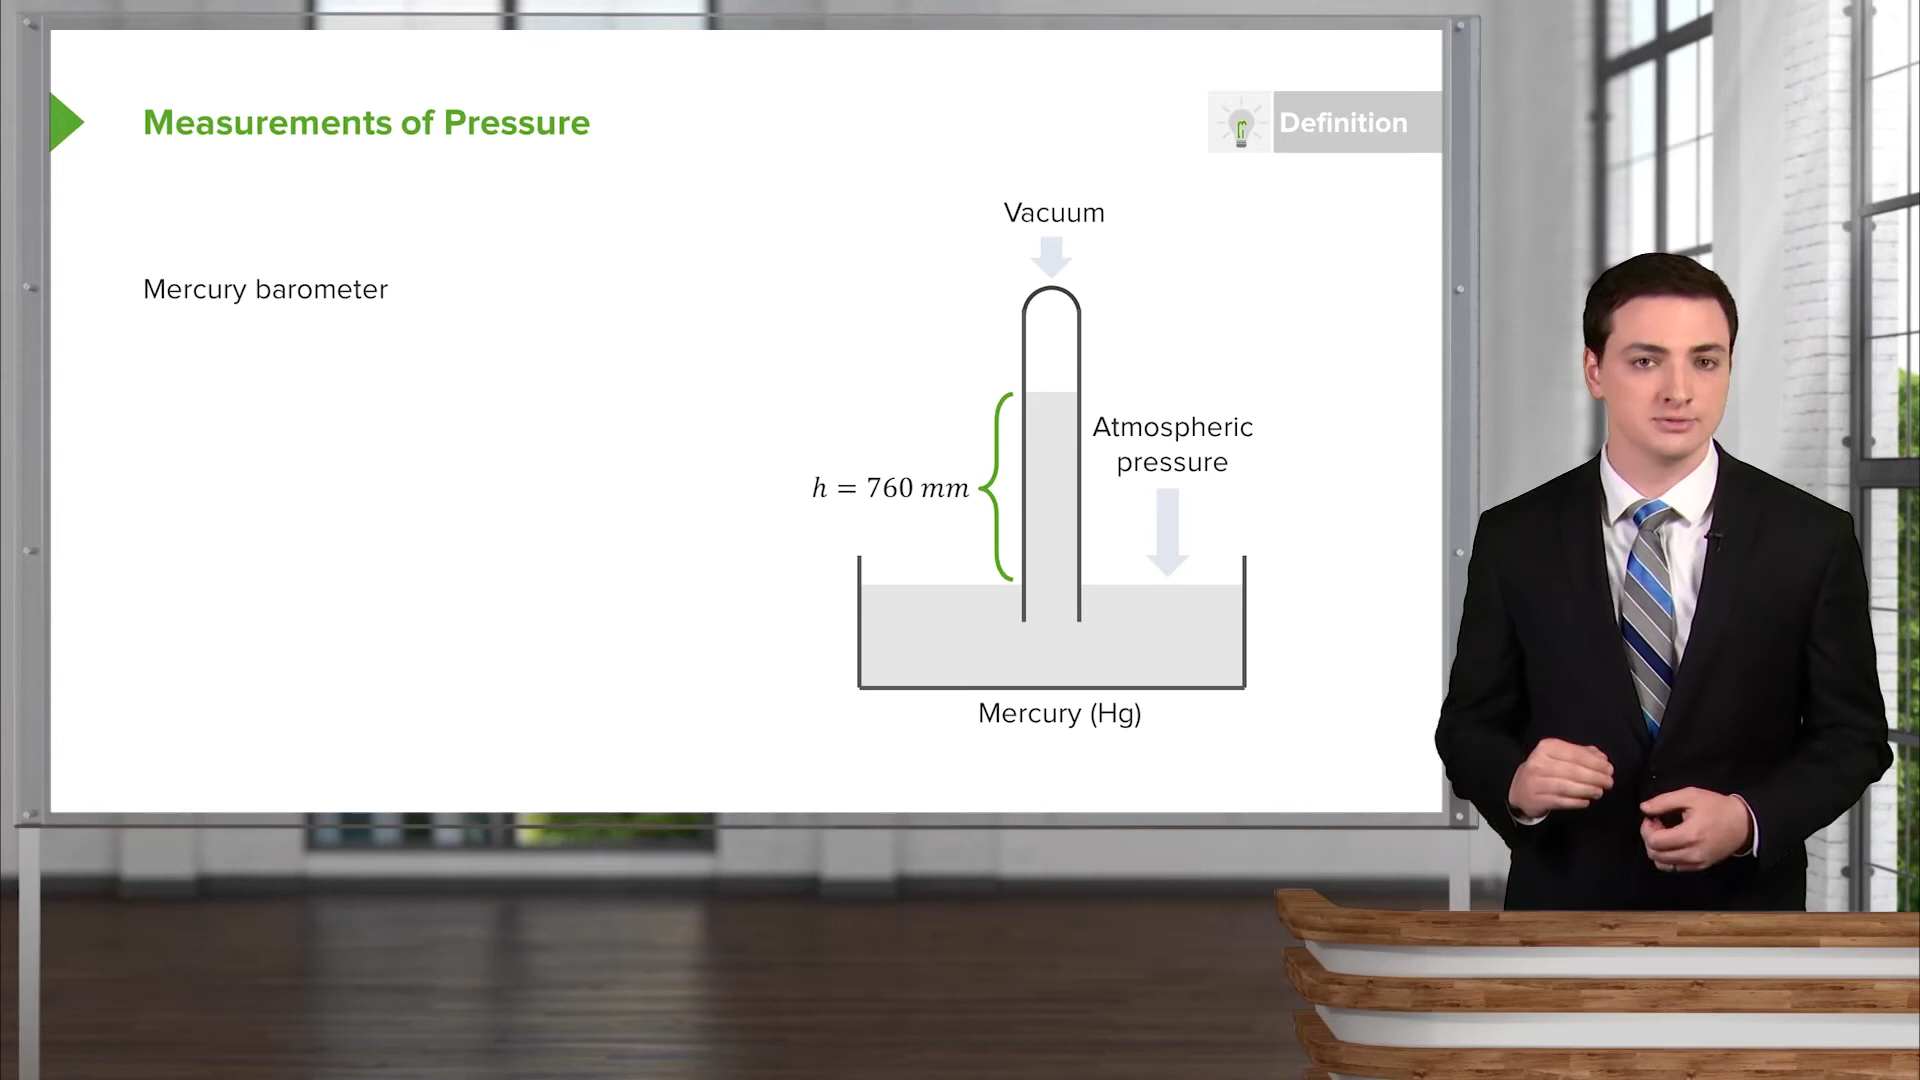 Measurements of Pressure
Definition
Vacuum
Mercury barometer
Atmospheric
pressure
h = 760 mm
Mercury (Hg)